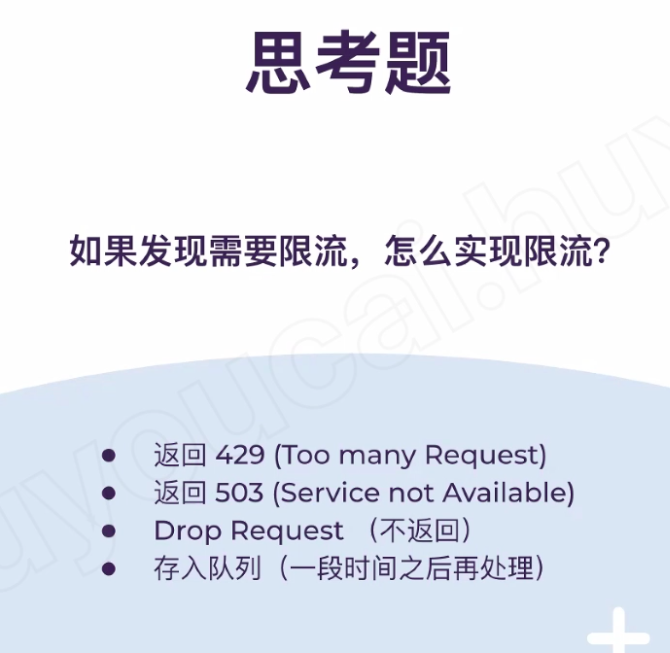 思考题
如果发现需要限流，怎么实现限流?
• 返回 429 (Too many Request)
• 返回 503 (Service not Available)
• Drop Request （不返回）
• 存入队列（一段时间之后再处理）